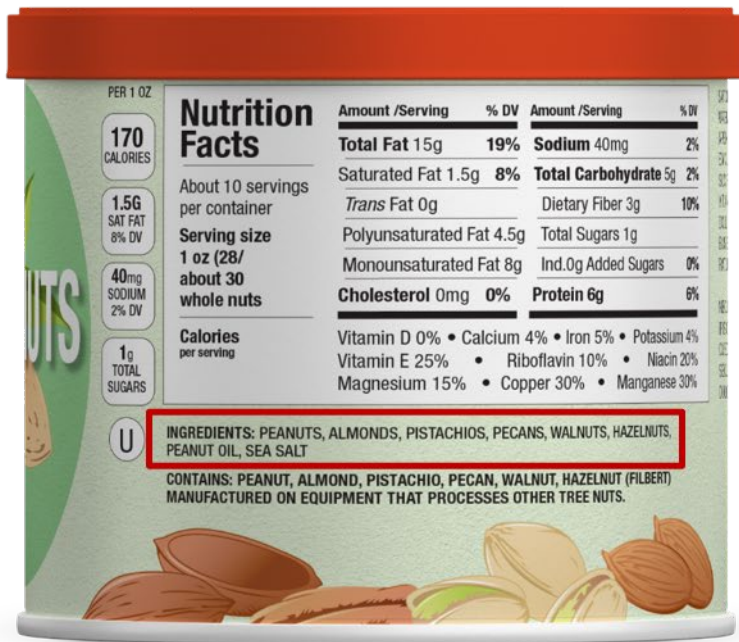 PER 1 OZ
170
CALORIES
1.5G
SAT FAT
8% DV
40mg
SODIUM
2% DV
1g
TOTAL
SUGARS
UTS
Nutrition
Facts
About 10 servings
per container
Serving size
1 oz (28/
about 30
whole nuts
Calories
per serving
Amount /Serving % DV
Total Fat 15g 19%
Saturated Fat 1.5g 8%
Trans Fat 0g
Polyunsaturated Fat 4.5g
Monounsaturated Fat 8g
Cholesterol 0mg 0%
Amount /Serving % DV
Sodium 40mg 2%
Total Carbohydrate 5g 2%
Dietary Fiber 3g 10%
Total Sugars 1g
Ind.0g Added Sugars 0%
Protein 6g 6%
Vitamin D 0% • Calcium 4% • Iron 5% • Potassium 4%
Vitamin E 25% • Riboflavin 10% • Niacin 20%
Magnesium 15% • Copper 30% • Manganese 30%
U
INGREDIENTS: PEANUTS, ALMONDS, PISTACHIOS, PECANS, WALNUTS, HAZELNUTS,
PEANUT OIL, SEA SALT
CONTAINS: PEANUT, ALMOND, PISTACHIO, PECAN, WALNUT, HAZELNUT (FILBERT)
MANUFACTURED ON EQUIPMENT THAT PROCESSES OTHER TREE NUTS.